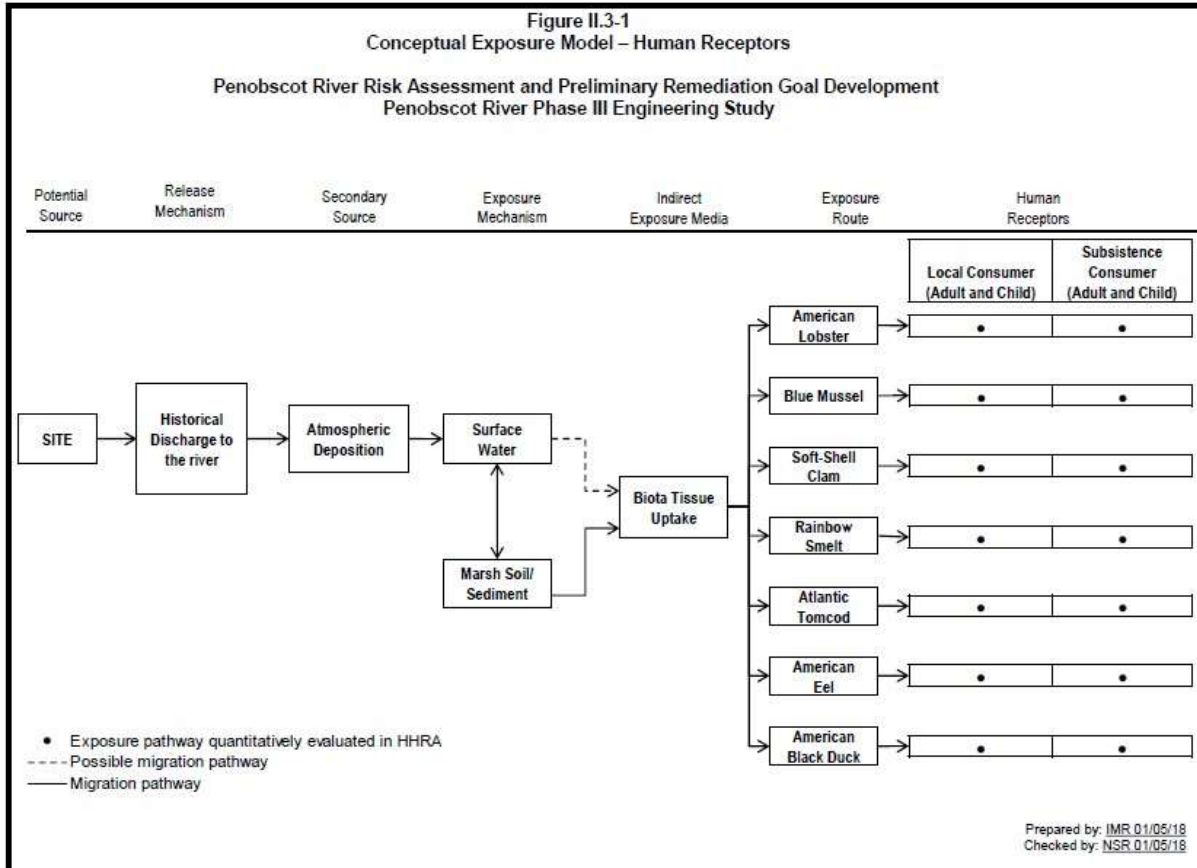 Figure II.3-1
Conceptual Exposure Model – Human Receptors
Penobscot River Risk Assessment and Preliminary Remediation Goal Development
Penobscot River Phase III Engineering Study
Potential
Source
Release
Mechanism
Secondary
Source
Exposure
Mechanism
Indirect
Exposure Media
Exposure
Route
Human
Receptors
Local Consumer
(Adult and Child)
Subsistence
Consumer
(Adult and Child)
SITE
Historical
Discharge to
the river
Atmospheric
Deposition
Surface
Water
Marsh Soil/
Sediment
Biota Tissue
Uptake
American
Lobster
Blue Mussel
Soft-Shell
Clam
Rainbow
Smelt
Atlantic
Tomcod
American
Eel
American
Black Duck
• Exposure pathway quantitatively evaluated in HHRA
Possible migration pathway
Migration pathway
Prepared by: IMR 01/05/18
Checked by: NSR 01/05/18